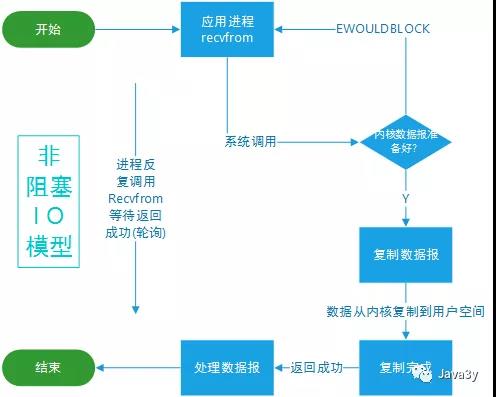 开始
应用进程
recvfrom
EWOULDBLOCK
系统调用
内核数据报准
备好?
非
阻塞
IO
模型
进程反
复调用
Recvfrom
等待返回
成功(轮询)
Y
复制数据报
数据从内核复制到用户空间
结束
处理数据报
返回成功
复制完成
Java3y